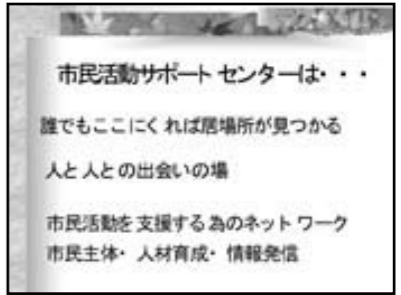 市民活動サポートセンターは・・・
誰でもここにくれば居場所が見つかる
人と人との出会いの場
市民活動を支援する為のネットワーク
市民主体・人材育成・情報発信